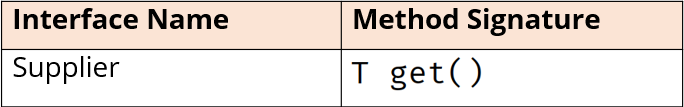 Interface Name Method Signature
Supplier T get()